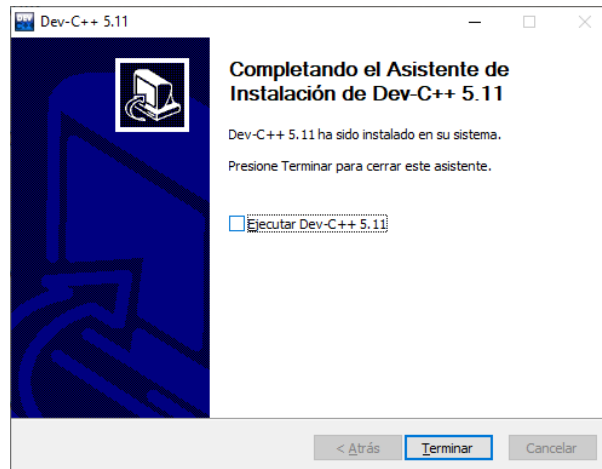 DEV
Dev-C++ 5.11
Completando el Asistente de
Instalación de Dev-C++ 5.11
Dev-C++ 5.11 ha sido instalado en su sistema.
Presione Terminar para cerrar este asistente.
Ejecutar Dev-C++ 5.11
< Atrás
Terminar
Cancelar